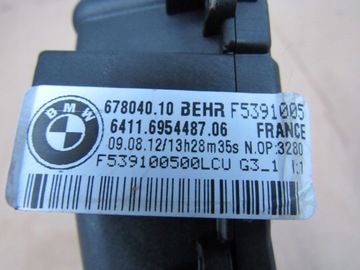 BMW
678040.10 BEHR F5391005
6411.6954487.06 FRANCE
09.08.12/13h28m35s N.OP:3280
F539100500LCU G3_1 1:1